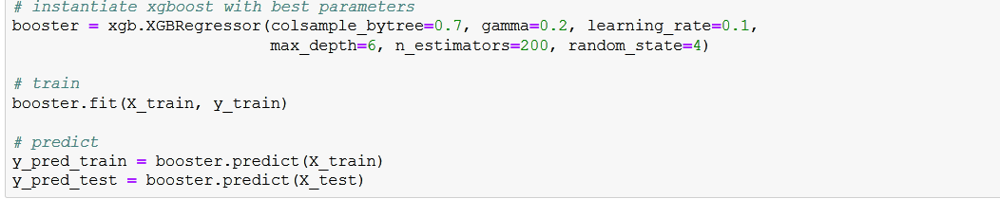 # instantiate xgboost with best parameters
booster = xgb.XGBRegressor(colsample_bytree=0.7, gamma=0.2, learning_rate=0.1,
max_depth=6, n_estimators=200, random_state=4)
# train
booster.fit(X_train, y_train)
# predict
y_pred_train = booster.predict(X_train)
y_pred_test = booster.predict(X_test)